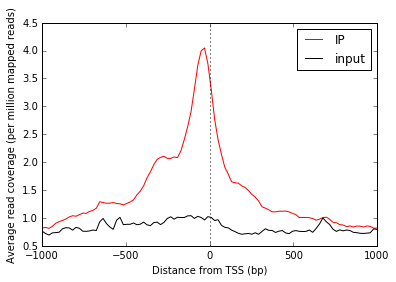 Average read coverage (per million mapped reads)
4.5
4.0
3.5
3.0
2.5
2.0
1.5
1.0
0.5
IP
input
−1000 −500 0 500 1000
Distance from TSS (bp)